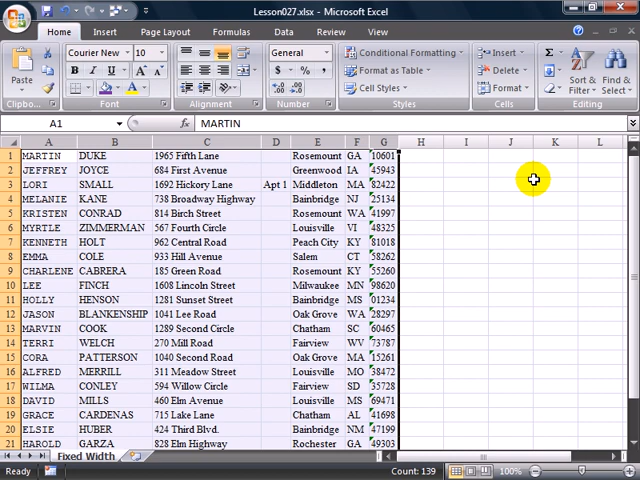 Lesson027.xlsx - Microsoft Excel
Home Insert Page Layout Formulas Data Review View
Paste Courier New 10 General Conditional Formatting Insert Σ
B I U A A A $ % , Format as Table Delete Sort & Filter Find & Select
A Cell Styles Format
Clipbo... Font Alignment Number Styles Cells Editing
A1 fx MARTIN
A B C D E F G H I J K L
1 MARTIN DUKE 1965 Fifth Lane Rosemount GA 10601
2 JEFFREY JOYCE 684 First Avenue Greenwood IA 45943
3 LORI SMALL 1692 Hickory Lane Apt 1 Middleton MA 82422
4 MELANIE KANE 738 Broadway Highway Bainbridge NJ 25134
5 KRISTEN CONRAD 814 Birch Street Rosemount WA 41997
6 MYRTLE ZIMMERMAN 567 Fourth Circle Louisville VI 48325
7 KENNETH HOLT 962 Central Road Peach City KY 81018
8 EMMA COLE 933 Hill Avenue Salem CT 58262
9 CHARLENE CABRERA 185 Green Road Rosemount KY 55260
10 LEE FINCH 1608 Lincoln Street Milwaukee MN 98620
11 HOLLY HENSON 1281 Sunset Street Bainbridge MS 01234
12 JASON BLANKENSHIP 1041 Lee Road Oak Grove WA 28297
13 MARVIN COOK 1289 Second Circle Chatham SC 60465
14 TERRI WELCH 270 Mill Road Fairview WV 73787
15 CORA PATTERSON 1040 Second Road Oak Grove MA 15261
16 ALFRED MERRILL 311 Meadow Street Louisville MO 38472
17 WILMA CONLEY 594 Willow Circle Fairview SD 35728
18 DAVID MILLS 460 Elm Avenue Louisville MS 69471
19 GRACE CARDENAS 715 Lake Lane Chatham AL 41698
20 ELSIE HUBER 424 Third Blvd. Bainbridge NM 47199
21 HAROLD GARZA 828 Elm Highway Rochester GA 49303
Fixed Width
Ready Count: 139 100%